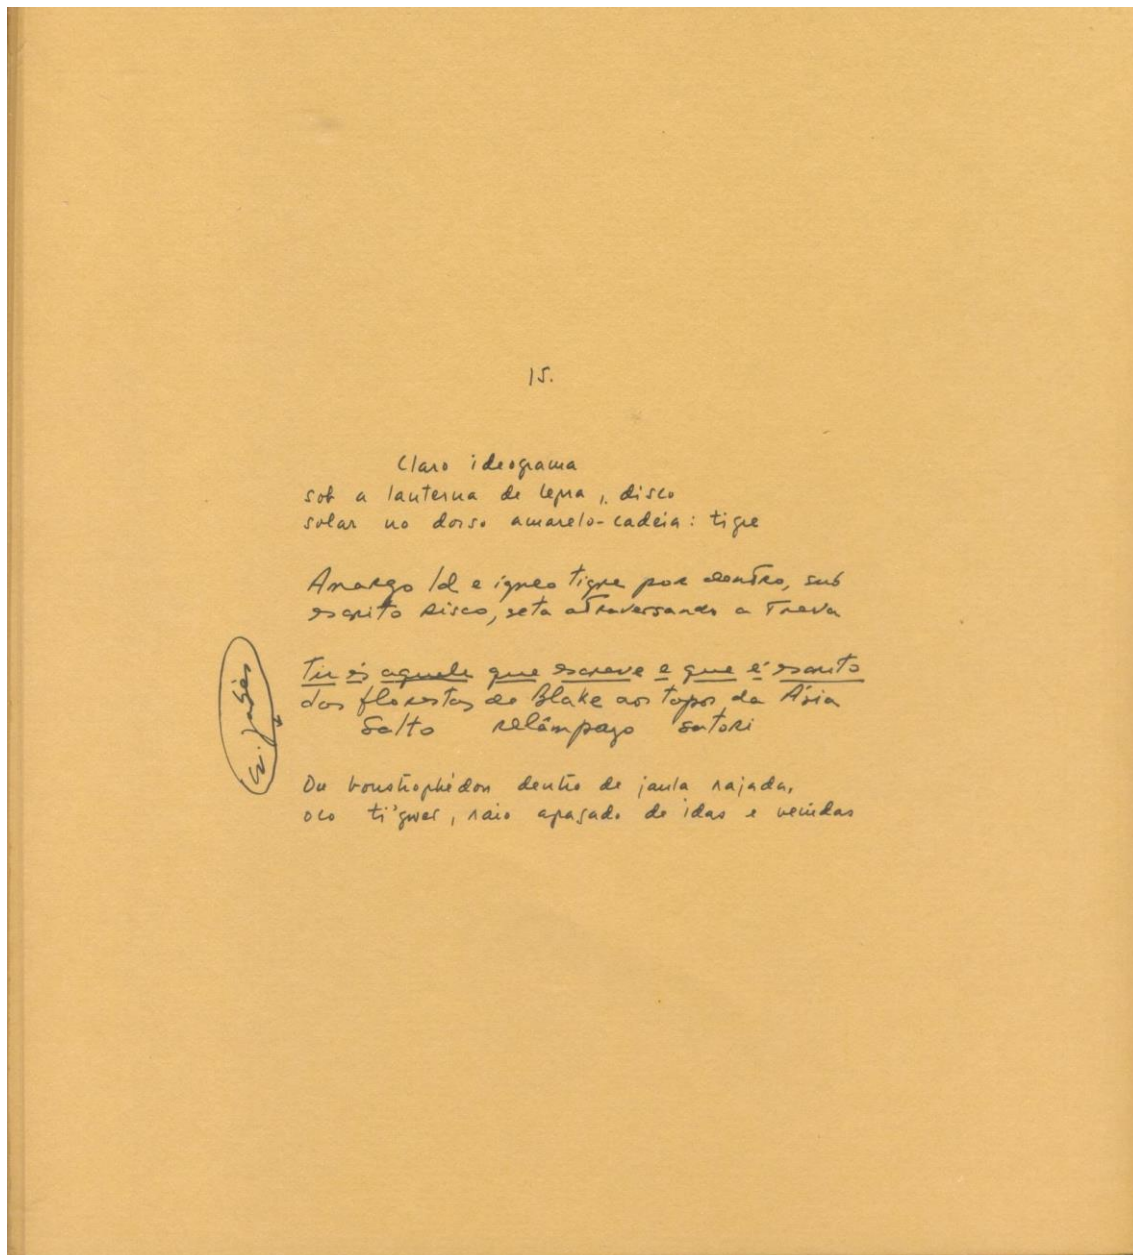 15.
Claro ideograma
sob a lanterna de lepra, disco
solar no dorso amarelo-cadeia: tigre
Amargo Id e ígneo tigre por dentro, sub
escrito risco, seta atravessando a Treva
Tu és aquele que escreve e que é escrito
das florestas de Blake aos topos da Ásia
Salto relâmpago satori
Ou boustrophédon dentro de jaula rajada,
oco ti'gwer, raio apagado de idas e vindas
E. Jabès